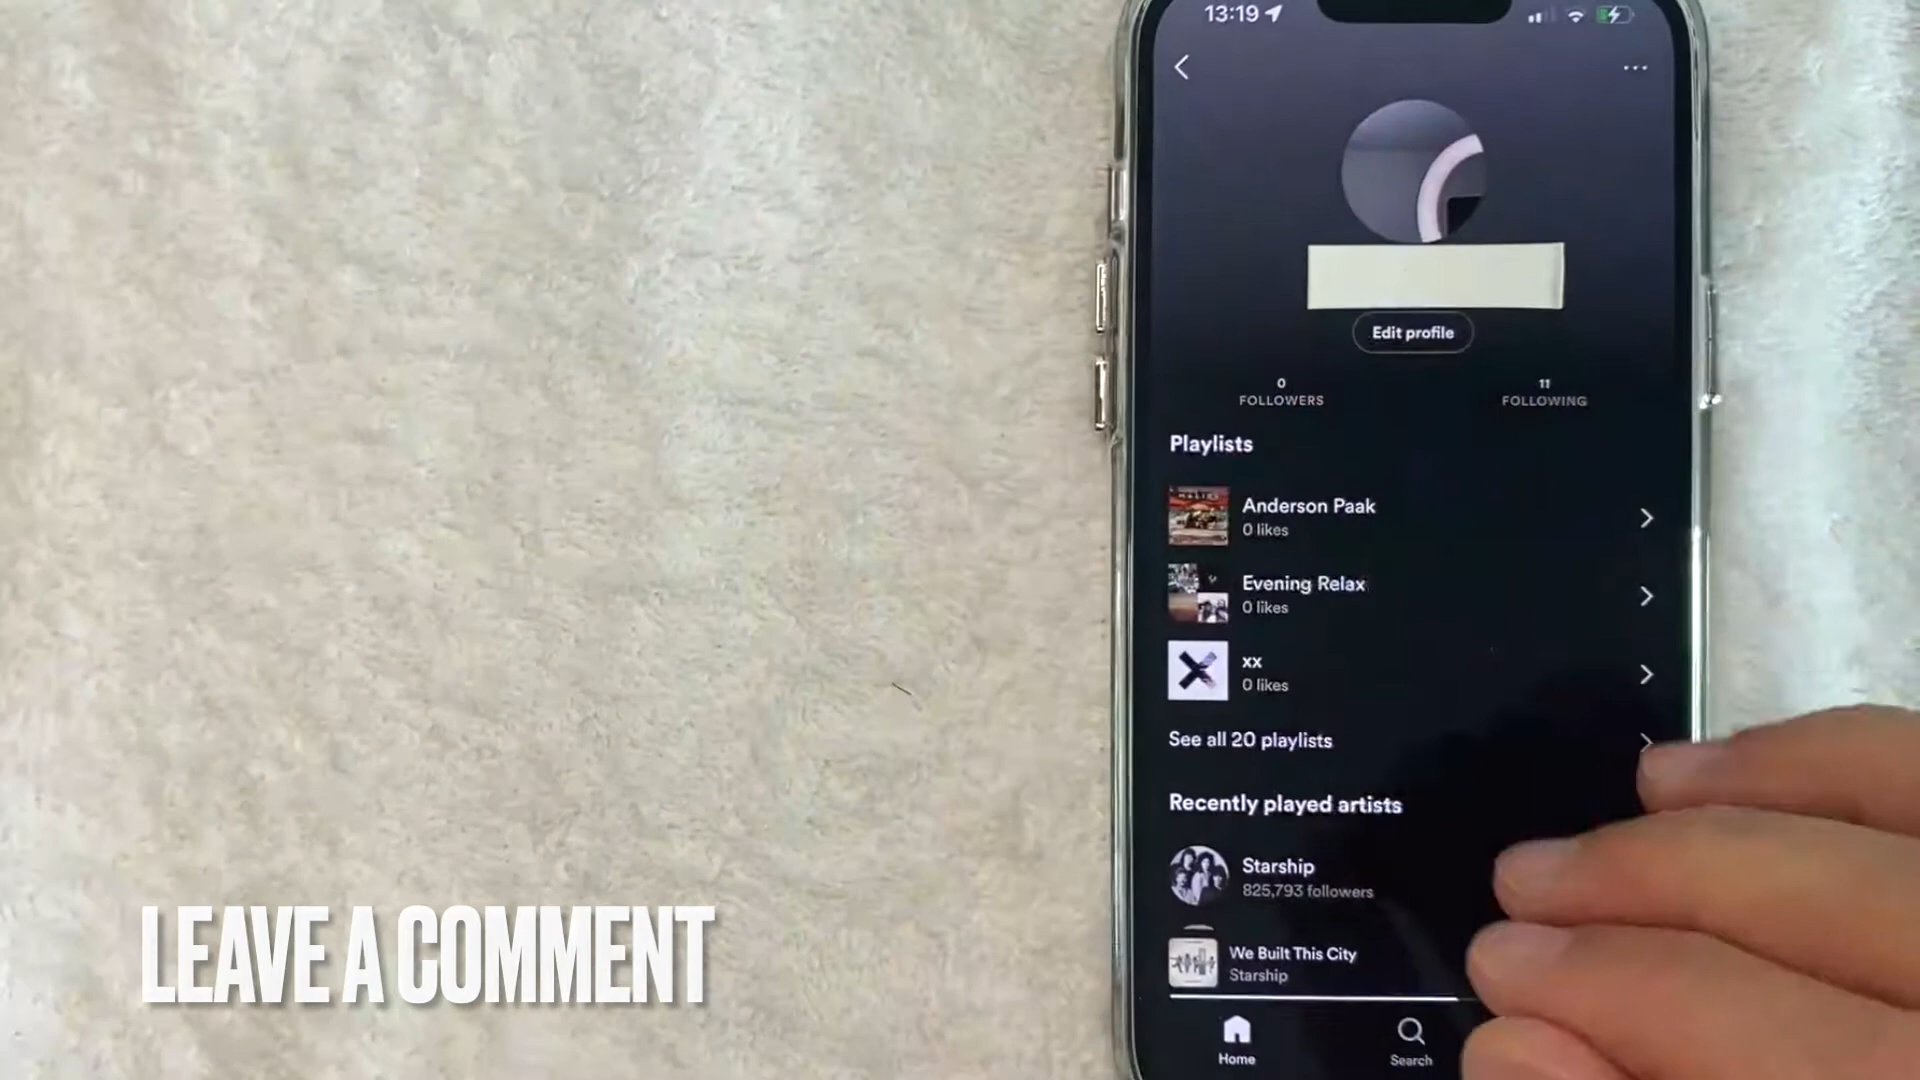 13:19
Edit profile
0
FOLLOWERS
11
FOLLOWING
Playlists
Anderson Paak
0 likes
Evening Relax
0 likes
xx
0 likes
See all 20 playlists
Recently played artists
Starship
825,793 followers
We Built This City
Starship
Home
Search
LEAVE A COMMENT